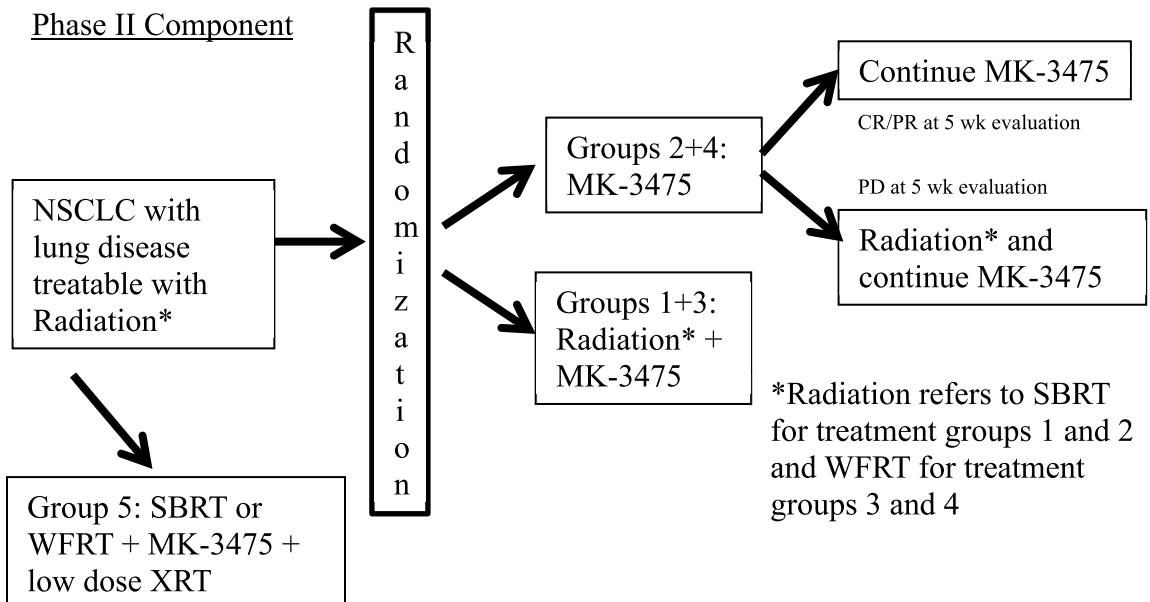 Phase II Component
NSCLC with
lung disease
treatable with
Radiation*
Group 5: SBRT or
WFRT + MK-3475 +
low dose XRT
R
a
n
d
o
m
i
z
a
t
i
o
n
Groups 2+4:
MK-3475
Groups 1+3:
Radiation* +
MK-3475
Continue MK-3475
CR/PR at 5 wk evaluation
PD at 5 wk evaluation
Radiation* and
continue MK-3475
*Radiation refers to SBRT
for treatment groups 1 and 2
and WFRT for treatment
groups 3 and 4